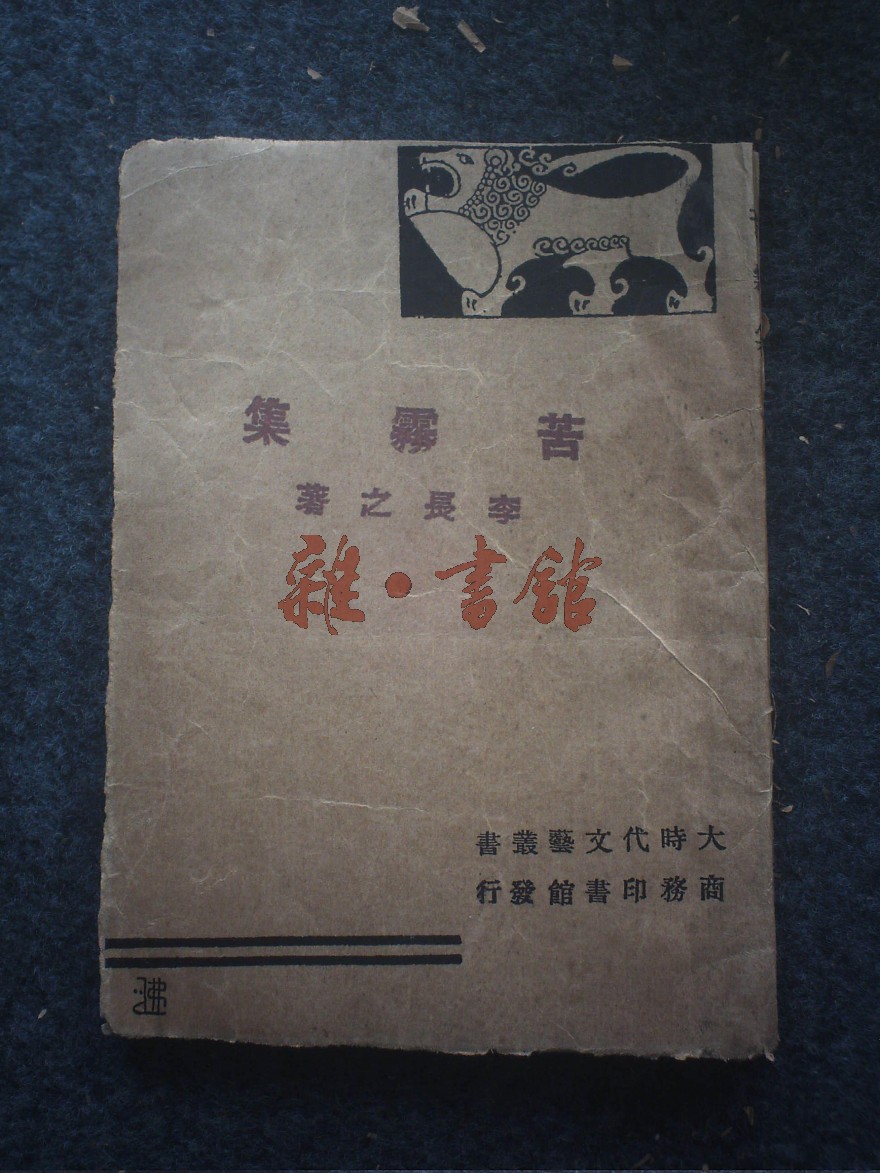 苦霧集
李長之著
雜·書館
大時代文藝叢書
商務印書館發行